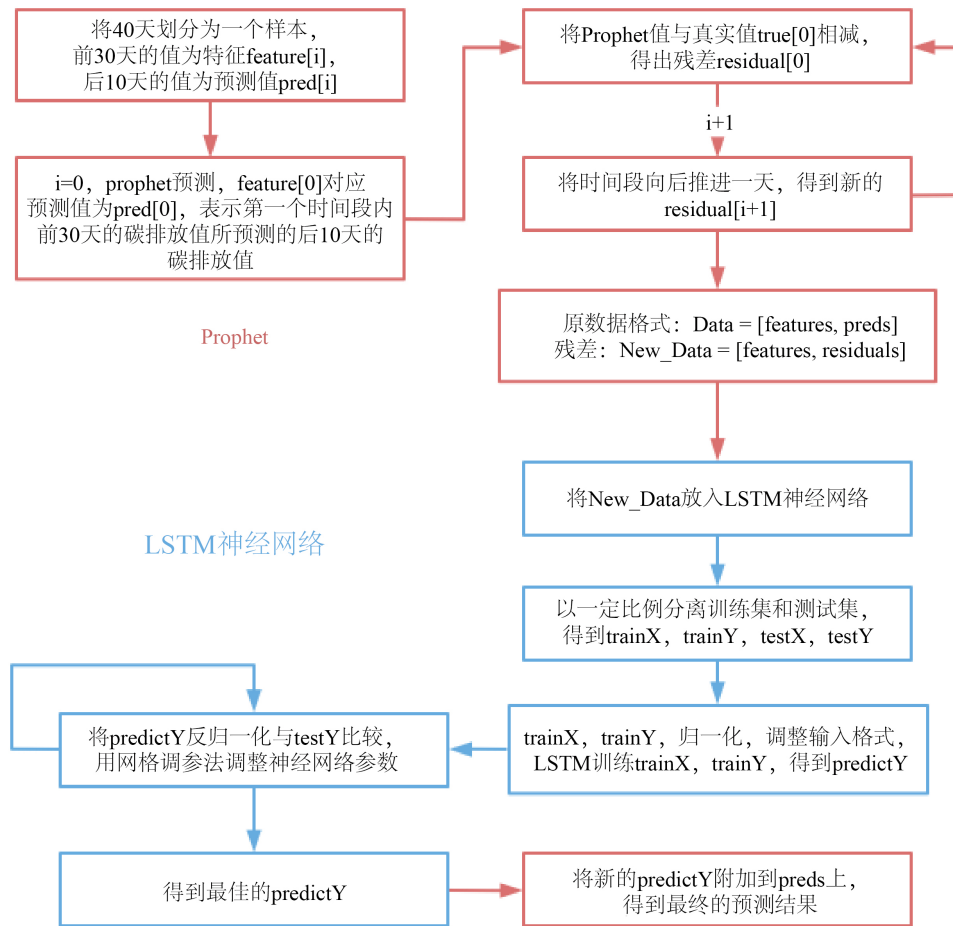 将40天划分为一个样本，
前30天的值为特征feature[i]，
后10天的值为预测值pred[i]
i=0，prophet预测，feature[0]对应
预测值为pred[0]，表示第一个时间段内
前30天的碳排放值所预测的后10天的
碳排放值
Prophet
将Prophet值与真实值true[0]相减，
得出残差residual[0]
i+1
将时间段向后推进一天，得到新的
residual[i+1]
原数据格式：Data = [features, preds]
残差：New_Data = [features, residuals]
将New_Data放入LSTM神经网络
LSTM神经网络
以一定比例分离训练集和测试集，
得到trainX，trainY，testX，testY
trainX，trainY，归一化，调整输入格式，
LSTM训练trainX，trainY，得到predictY
将predictY反归一化与testY比较，
用网格调参法调整神经网络参数
得到最佳的predictY
将新的predictY附加到preds上，
得到最终的预测结果